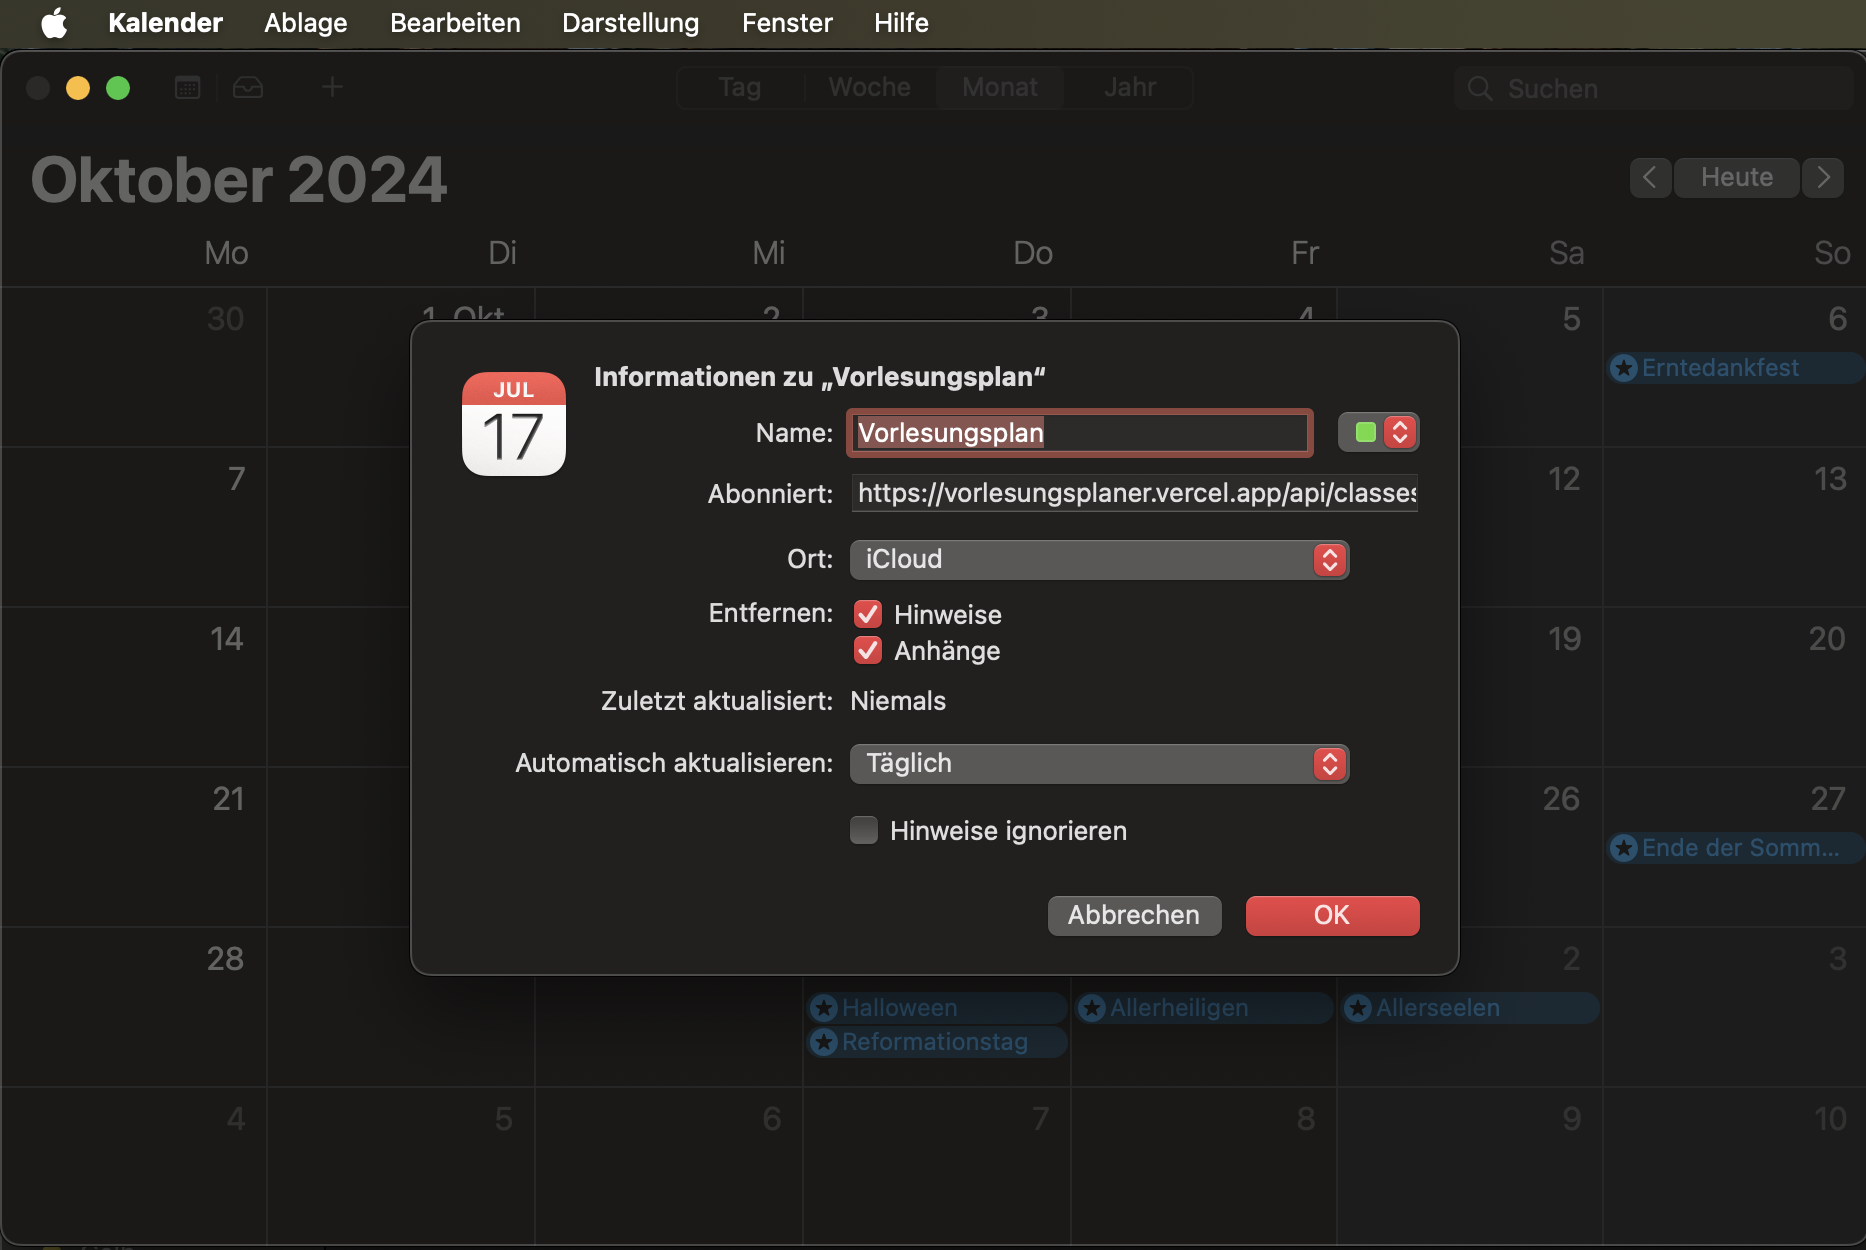 Kalender Ablage Bearbeiten Darstellung Fenster Hilfe
Tag Woche Monat Jahr
Suchen
Oktober 2024
Heute
Mo Di Mi Do Fr Sa So
30 1. Okt. 2 3 4 5 6
Erntedankfest
JUL
17
Informationen zu „Vorlesungsplan“
Name: Vorlesungsplan
Abonniert: https://vorlesungsplaner.vercel.app/api/classes
Ort: iCloud
Entfernen: Hinweise
Anhänge
Zuletzt aktualisiert: Niemals
Automatisch aktualisieren: Täglich
Hinweise ignorieren
Abbrechen OK
7 12 13
14 19 20
21 26 27
Ende der Somm...
28 2 3
Halloween Allerheiligen Allerseelen
Reformationstag
4 5 6 7 8 9 10